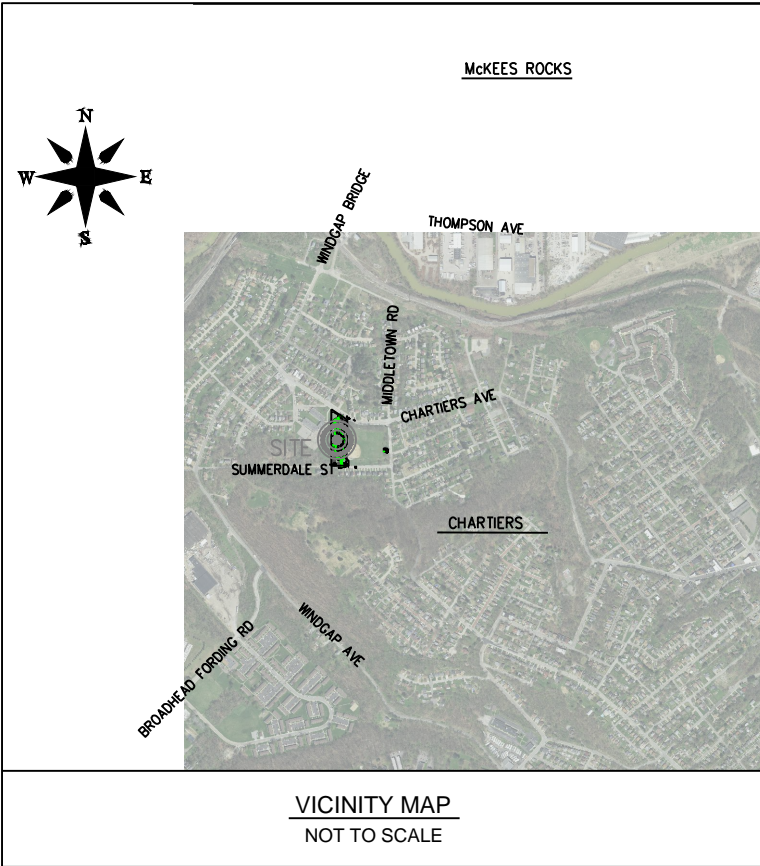 McKEES ROCKS
N
W
E
S
WINDGAP BRIDGE
THOMPSON AVE
MIDDLETOWN RD
CHARTIERS AVE
SITE
SUMMERDALE ST
CHARTIERS
WINDGAP AVE
BROADHEAD FORDING RD
VICINITY MAP
NOT TO SCALE